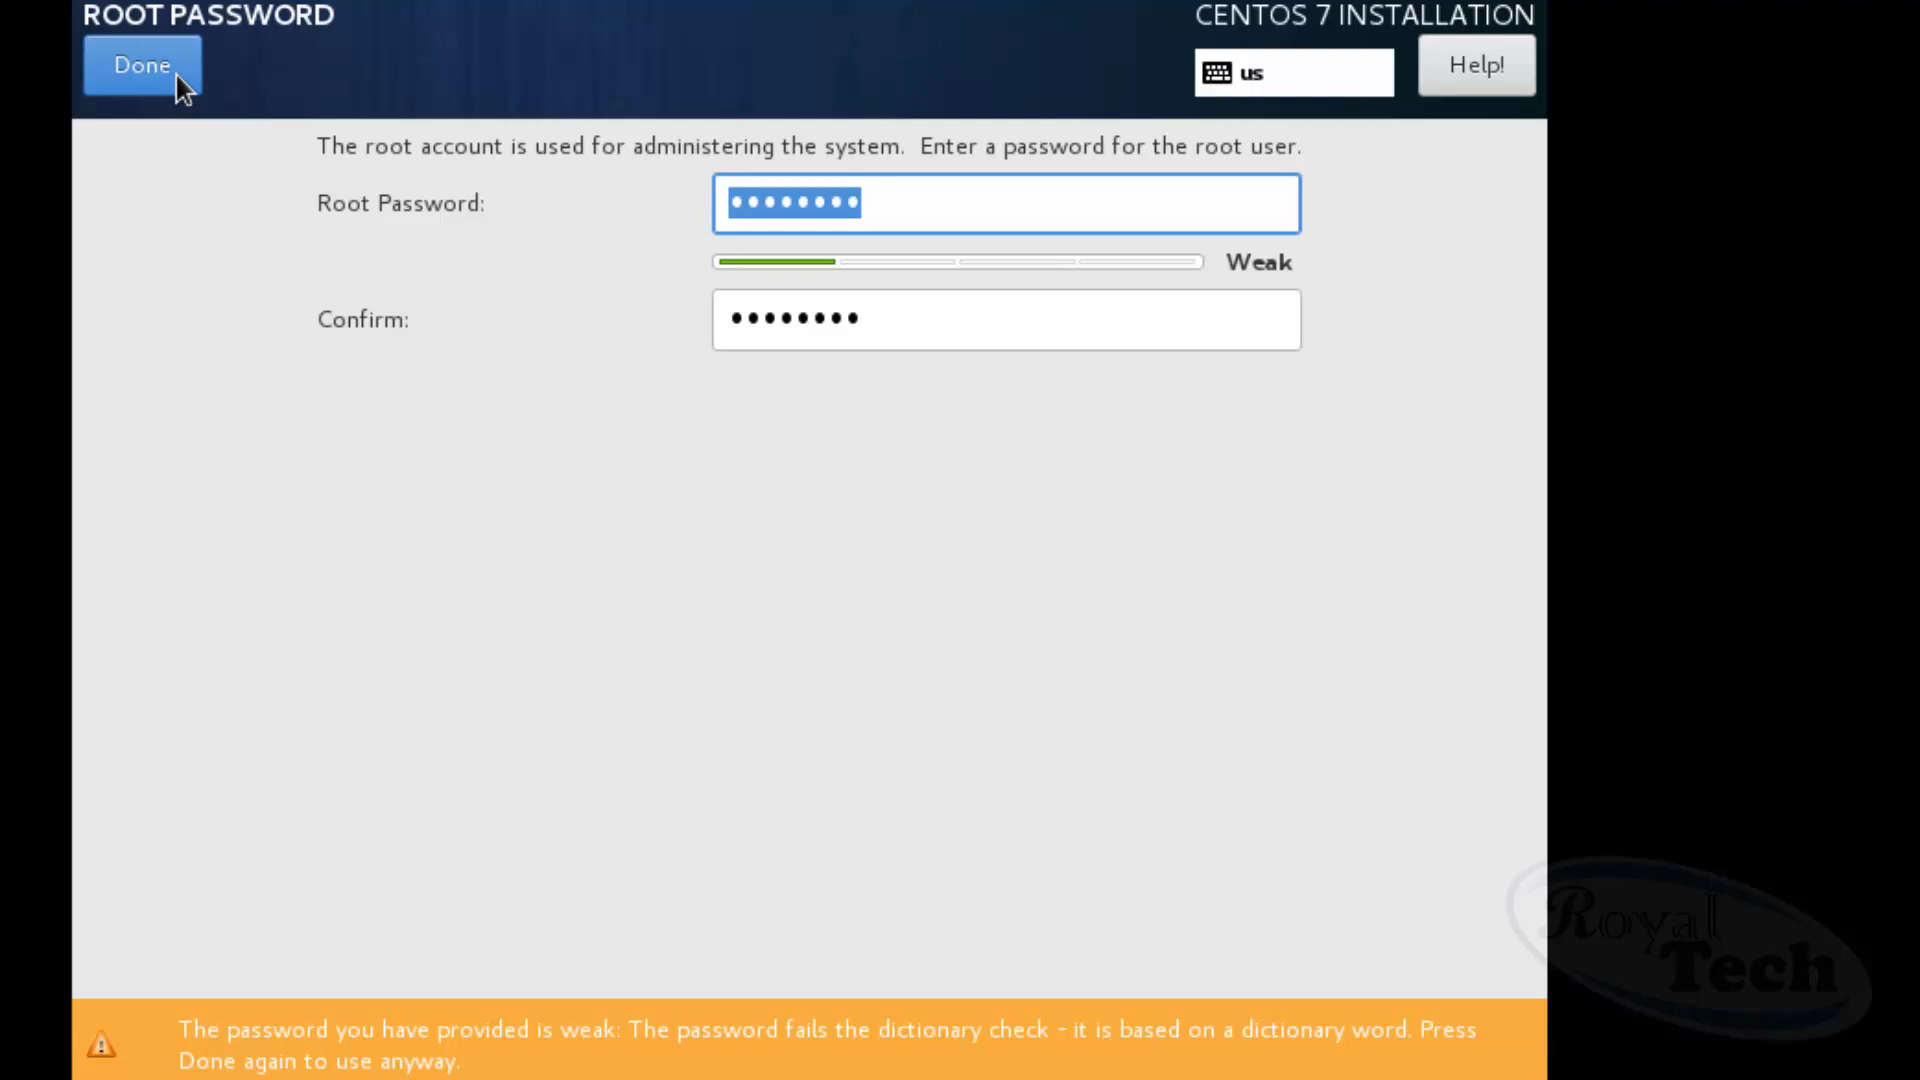 ROOT PASSWORD
CENTOS 7 INSTALLATION
Done
us
Help!
The root account is used for administering the system.  Enter a password for the root user.
Root Password:
Weak
Confirm:
Royal
Tech
The password you have provided is weak: The password fails the dictionary check - it is based on a dictionary word. Press
Done again to use anyway.